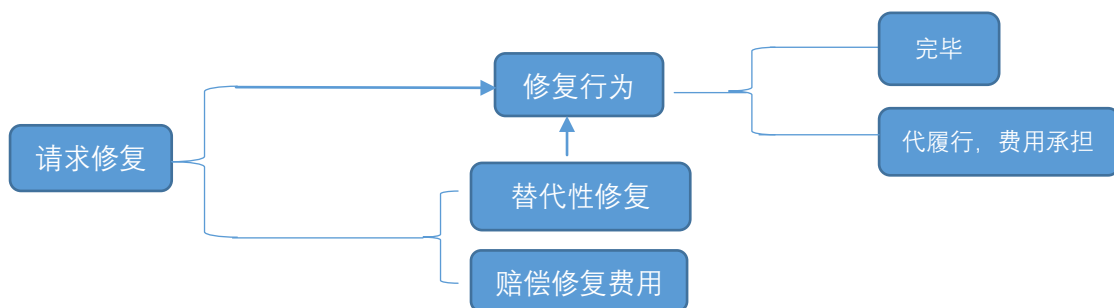 完毕
修复行为
代履行，费用承担
请求修复
替代性修复
赔偿修复费用